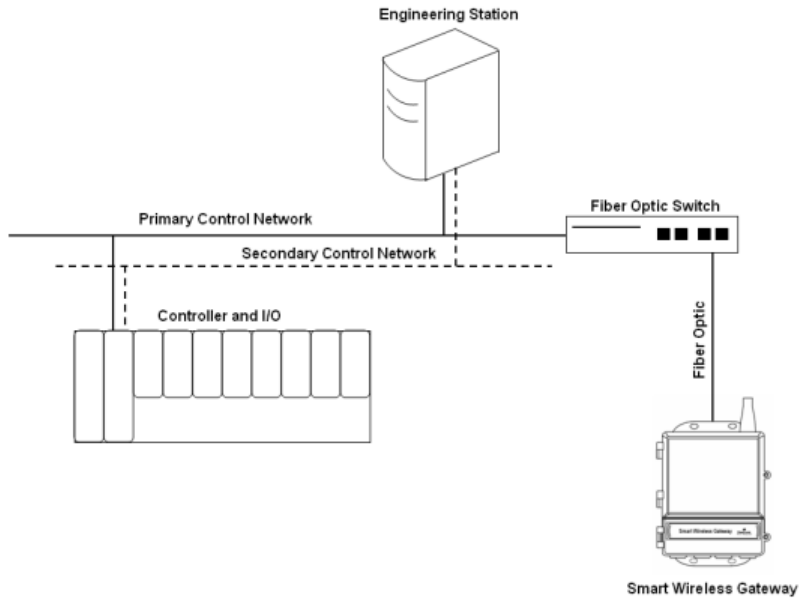 Engineering Station
Primary Control Network
Fiber Optic Switch
Secondary Control Network
Controller and I/O
Fiber Optic
Smart Wireless Gateway
Smart Wireless Gateway